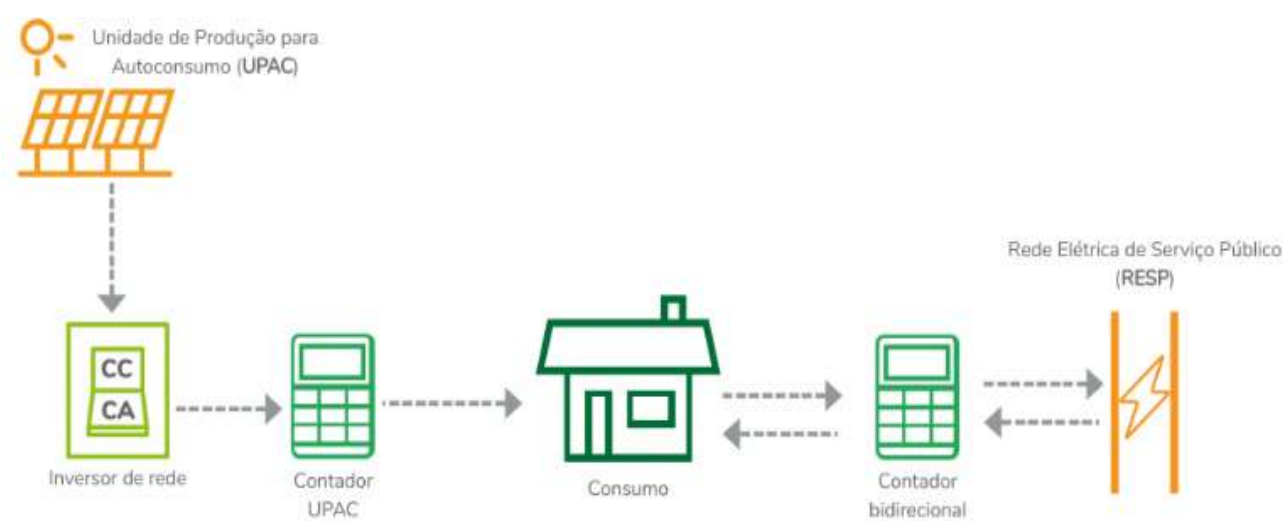 Unidade de Produção para
Autoconsumo (UPAC)
Rede Elétrica de Serviço Público
(RESP)
CC
CA
Inversor de rede
Contador
UPAC
Consumo
Contador
bidirecional